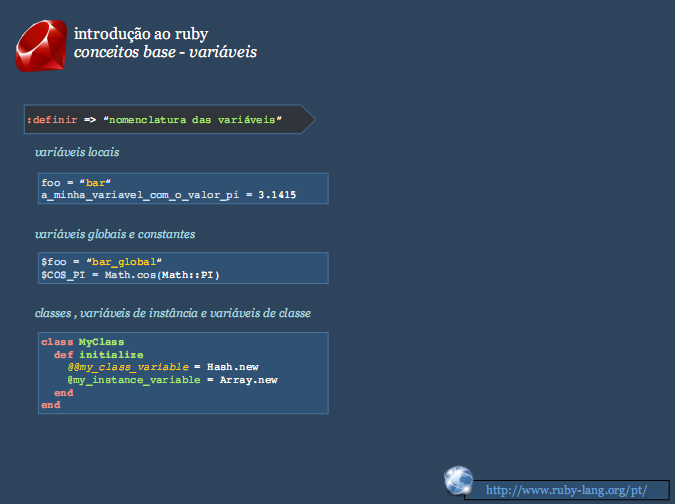 introdução ao ruby
conceitos base - variáveis
:definir => “nomenclatura das variáveis”
variáveis locais
foo = “bar“
a_minha_variavel_com_o_valor_pi = 3.1415
variáveis globais e constantes
$foo = “bar_global“
$COS_PI = Math.cos(Math::PI)
classes , variáveis de instância e variáveis de classe
class MyClass
def initialize
@@my_class_variable = Hash.new
@my_instance_variable = Array.new
end
end
http://www.ruby-lang.org/pt/